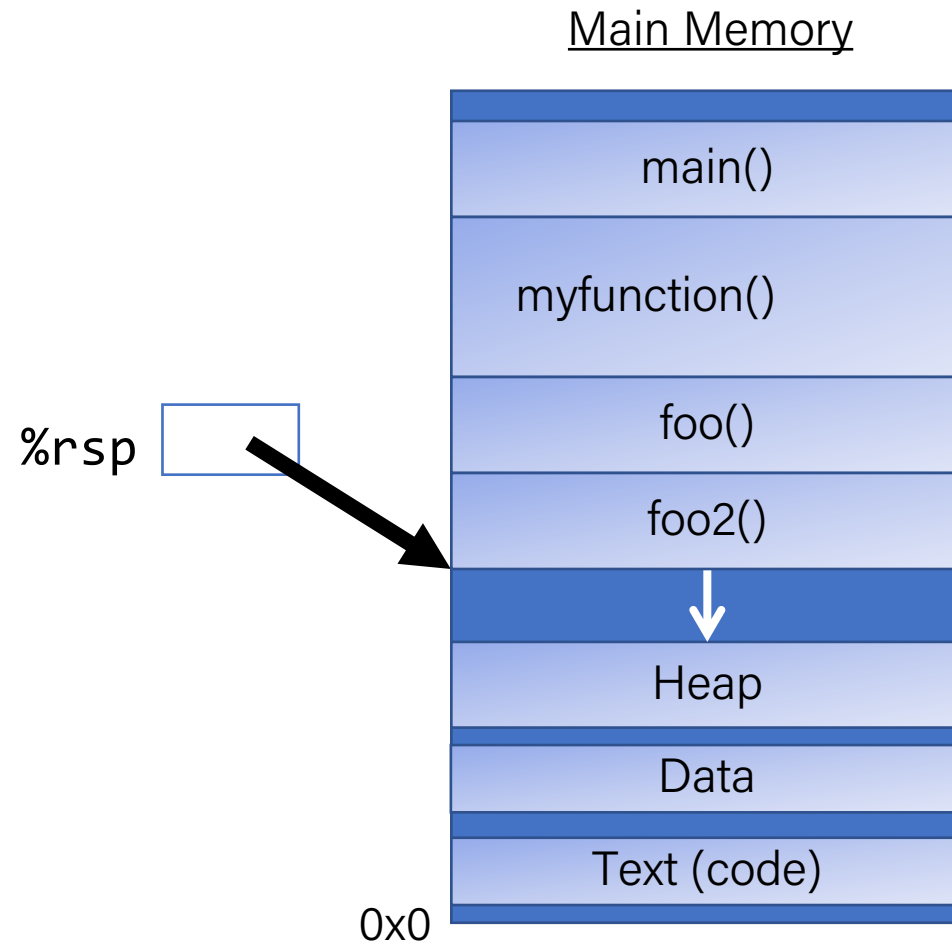 Main Memory
main()
myfunction()
foo()
%rsp
foo2()
Heap
Data
Text (code)
0x0